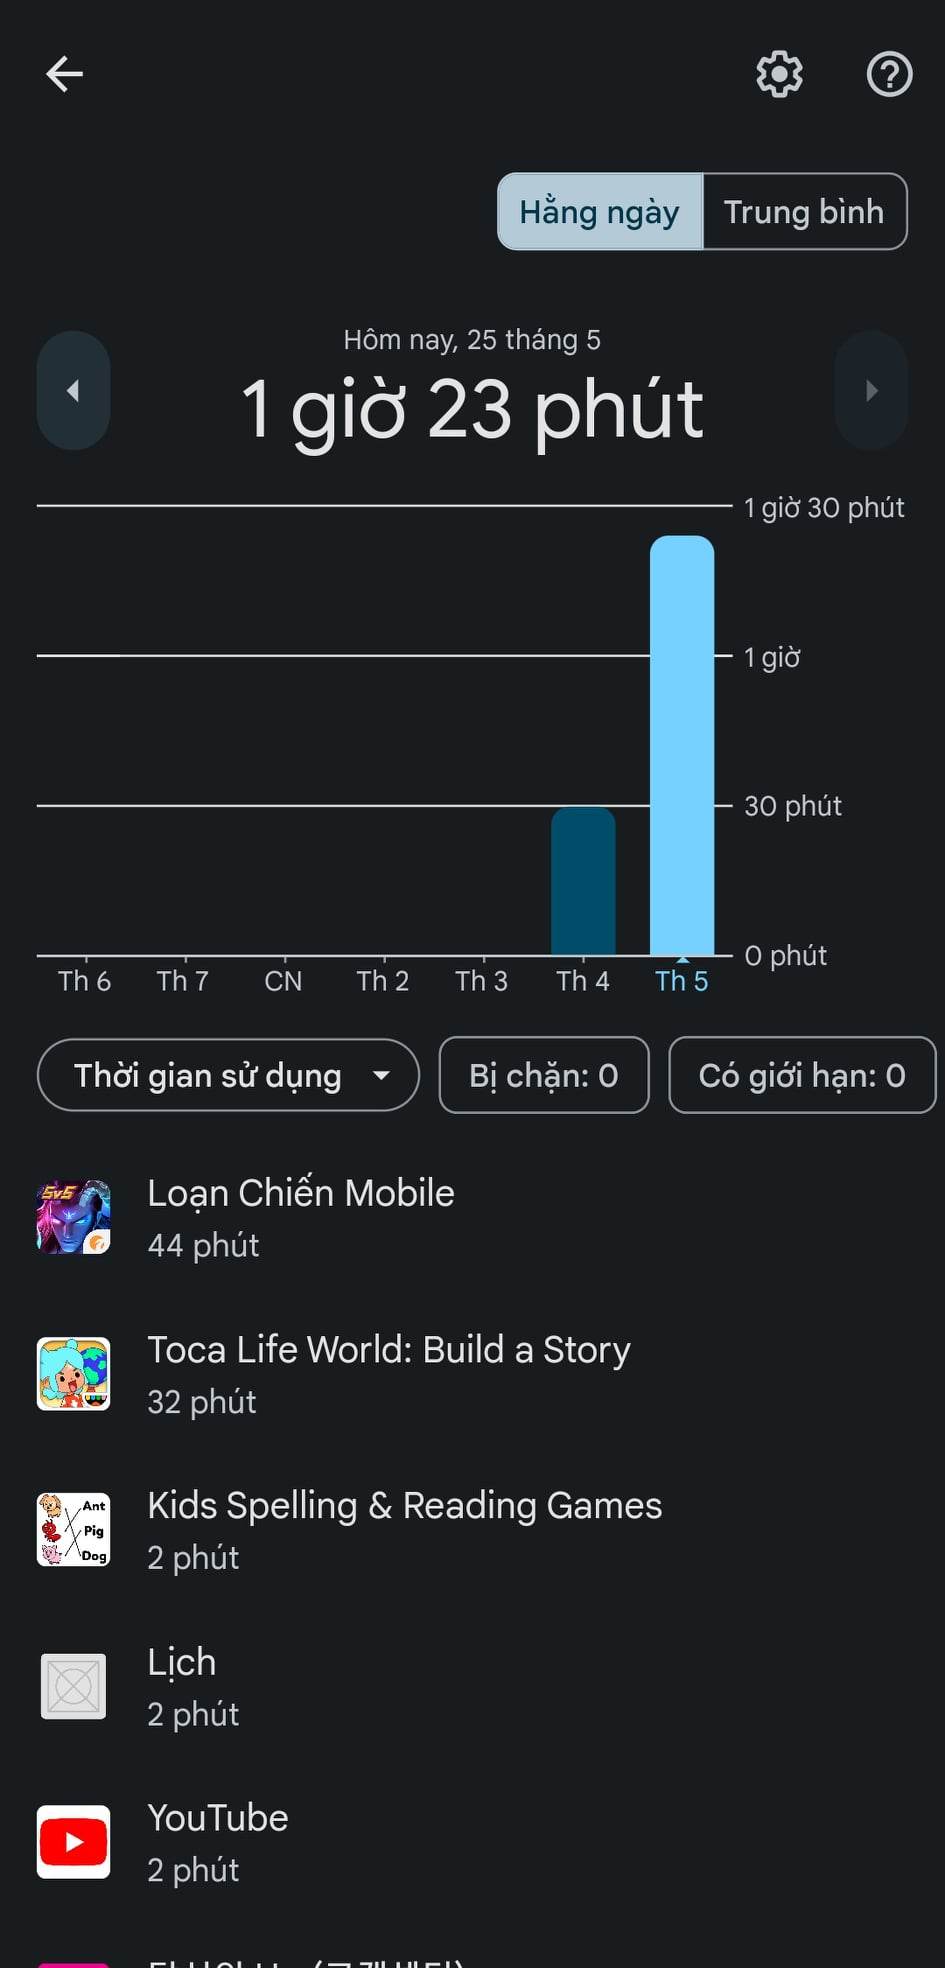 Hằng ngày
Trung bình
Hôm nay, 25 tháng 5
1 giờ 23 phút
1 giờ 30 phút
1 giờ
30 phút
0 phút
Th 6 Th 7 CN Th 2 Th 3 Th 4 Th 5
Thời gian sử dụng
Bị chặn: 0
Có giới hạn: 0
5v5
Loạn Chiến Mobile
44 phút
Toca Life World: Build a Story
32 phút
Ant
Pig
Dog
Kids Spelling & Reading Games
2 phút
Lịch
2 phút
YouTube
2 phút